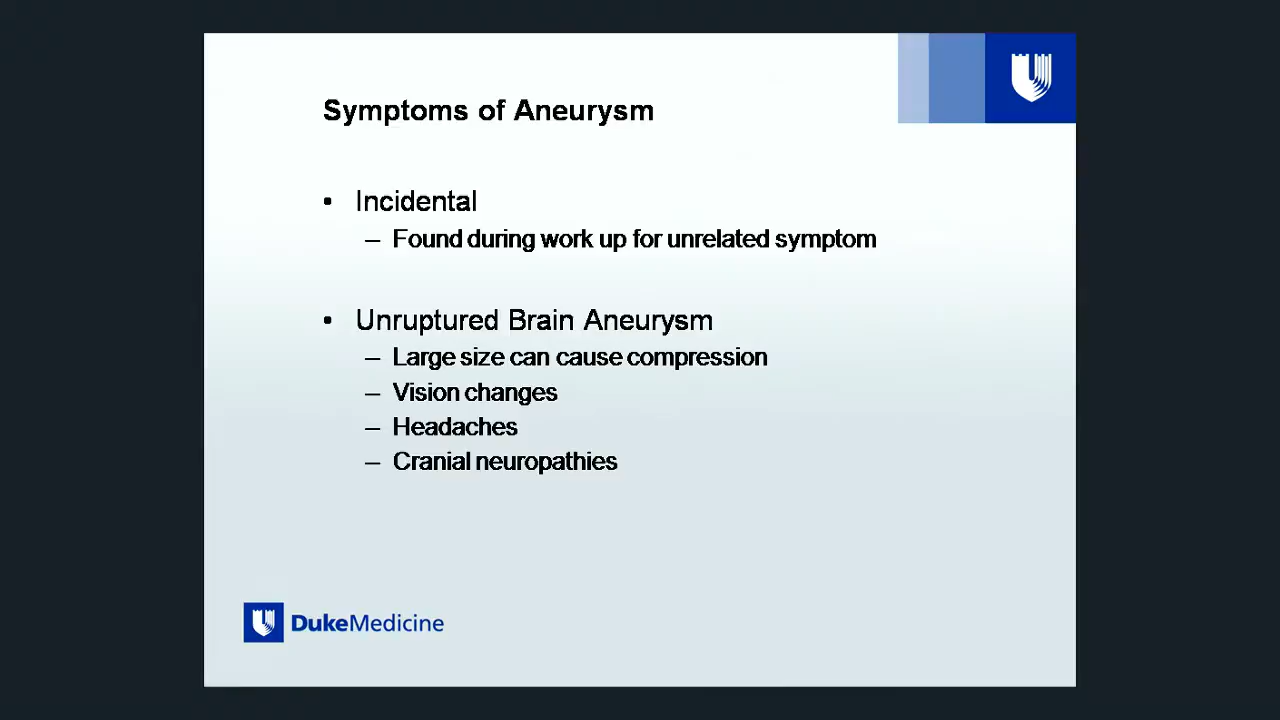 Symptoms of Aneurysm
• Incidental
– Found during work up for unrelated symptom
• Unruptured Brain Aneurysm
– Large size can cause compression
– Vision changes
– Headaches
– Cranial neuropathies
DukeMedicine